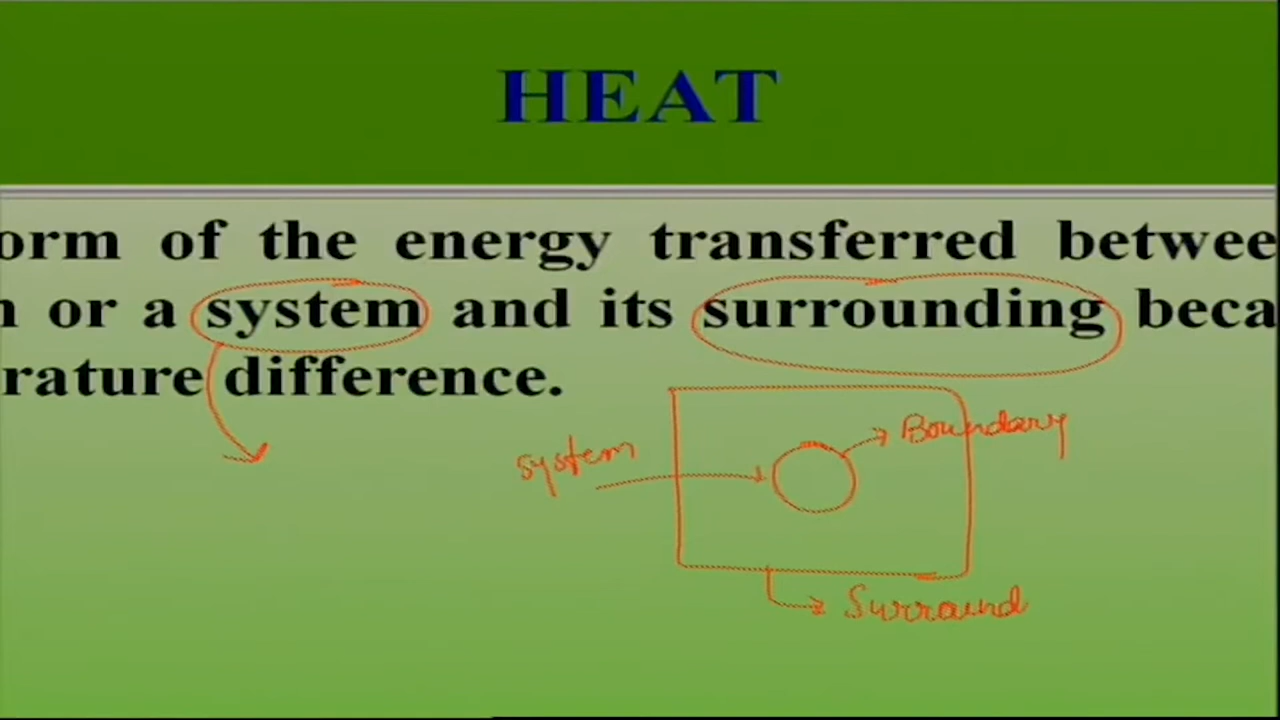 HEAT
orm of the energy transferred betwee
n or a system and its surrounding beca
rature difference.
Boundary
system
Surround